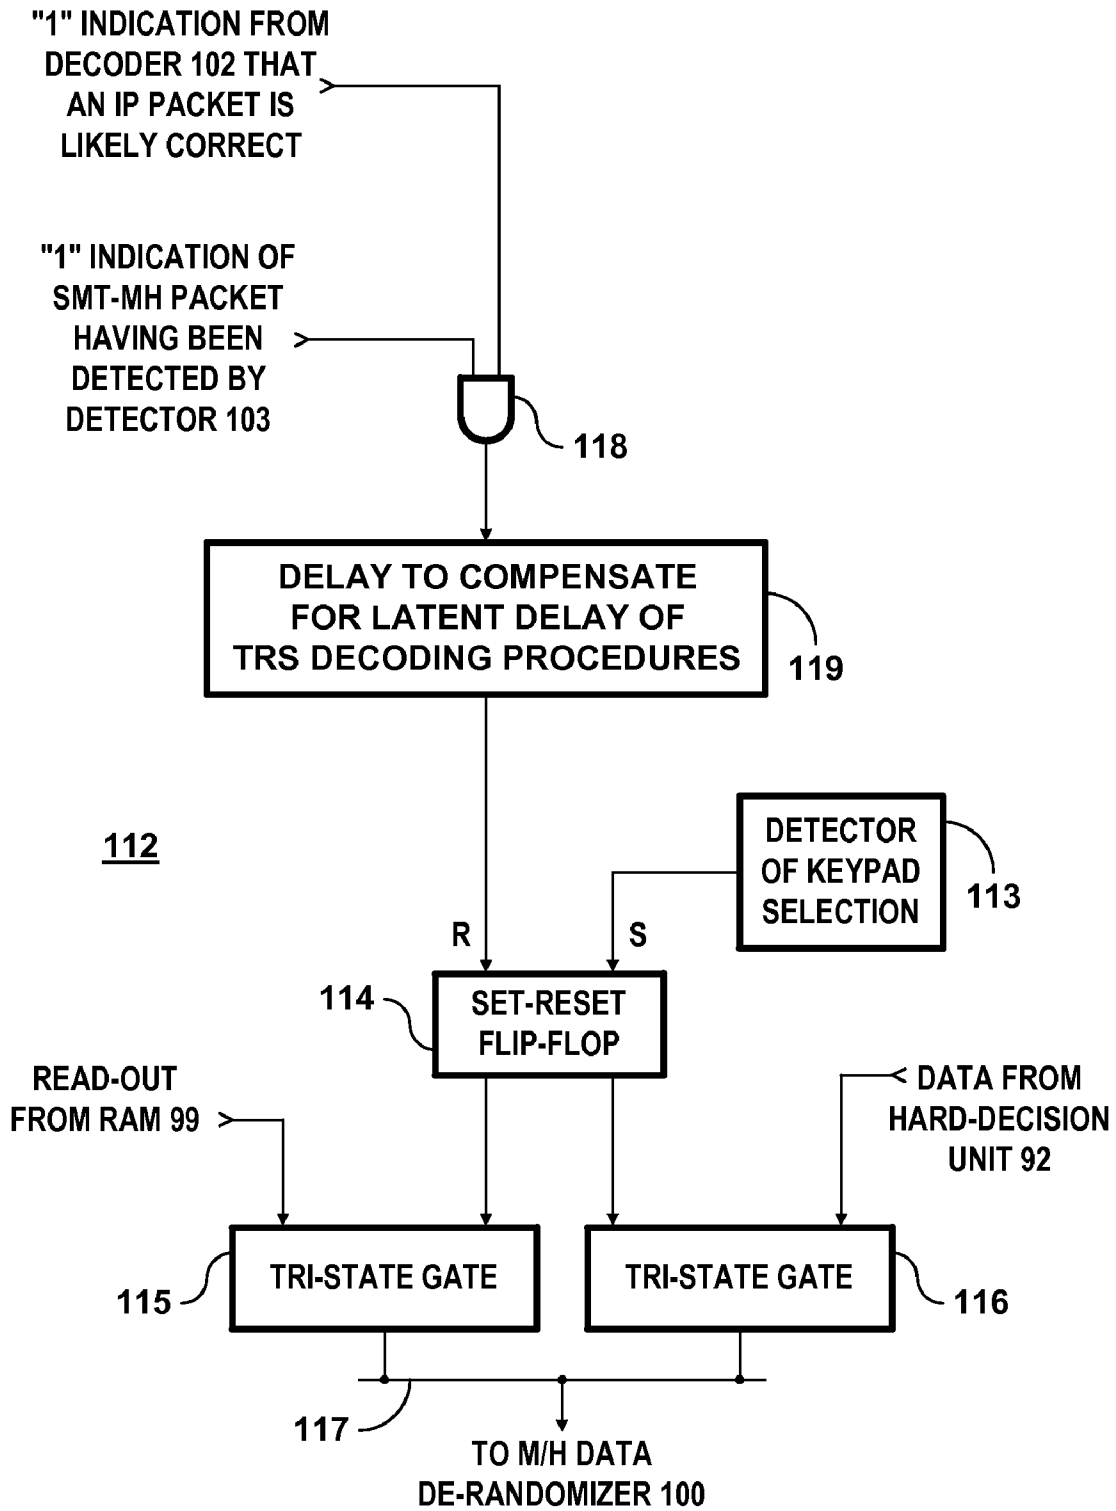 "1" INDICATION FROM
DECODER 102 THAT
AN IP PACKET IS
LIKELY CORRECT
"1" INDICATION OF
SMT-MH PACKET
HAVING BEEN
DETECTED BY
DETECTOR 103
118
DELAY TO COMPENSATE
FOR LATENT DELAY OF
TRS DECODING PROCEDURES
119
112
DETECTOR
OF KEYPAD
SELECTION
113
R
S
114
SET-RESET
FLIP-FLOP
READ-OUT
FROM RAM 99
DATA FROM
HARD-DECISION
UNIT 92
TRI-STATE GATE
115
TRI-STATE GATE
116
117
TO M/H DATA
DE-RANDOMIZER 100